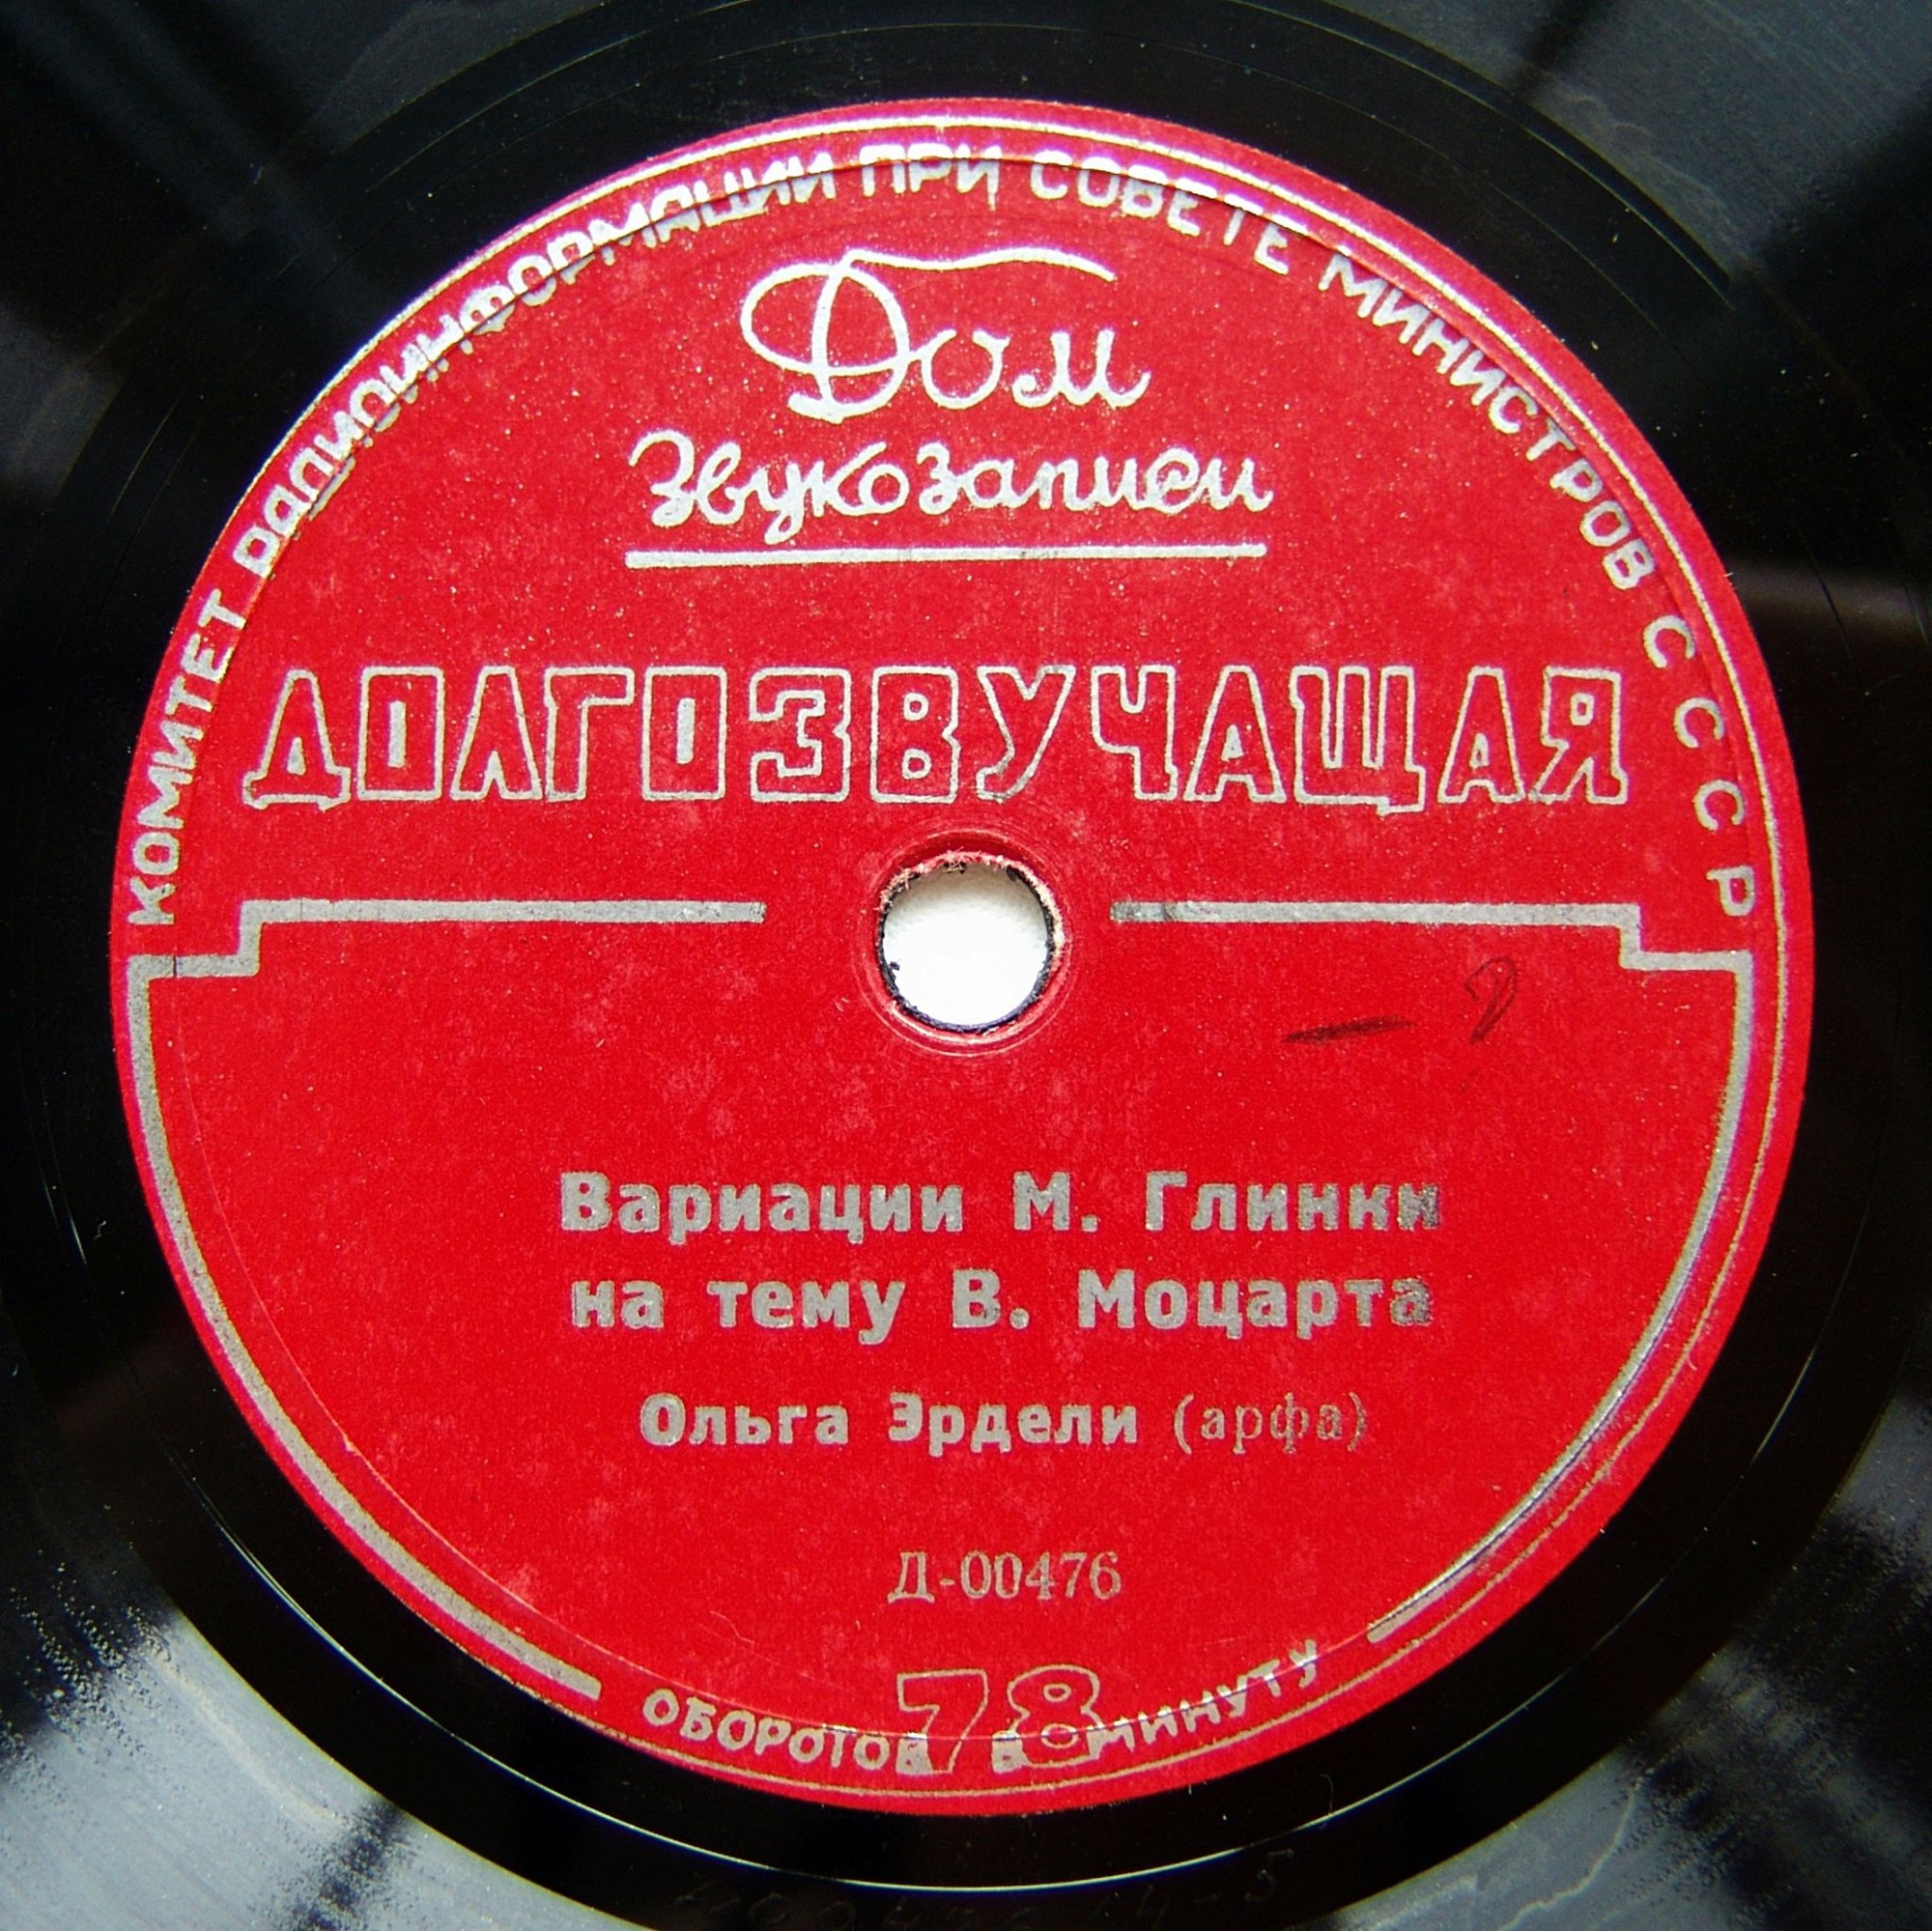 КОМИТЕТ РАДИОИНФОРМАЦИИ ПРИ СОВЕТЕ МИНИСТРОВ СССР
Дом
Звукозаписи
ДОЛГОЗВУЧАЩАЯ
Вариации М. Глинки
на тему В. Моцарта
Ольга Эрдели (арфа)
Д-00476
78
ОБОРОТОВ В МИНУТУ